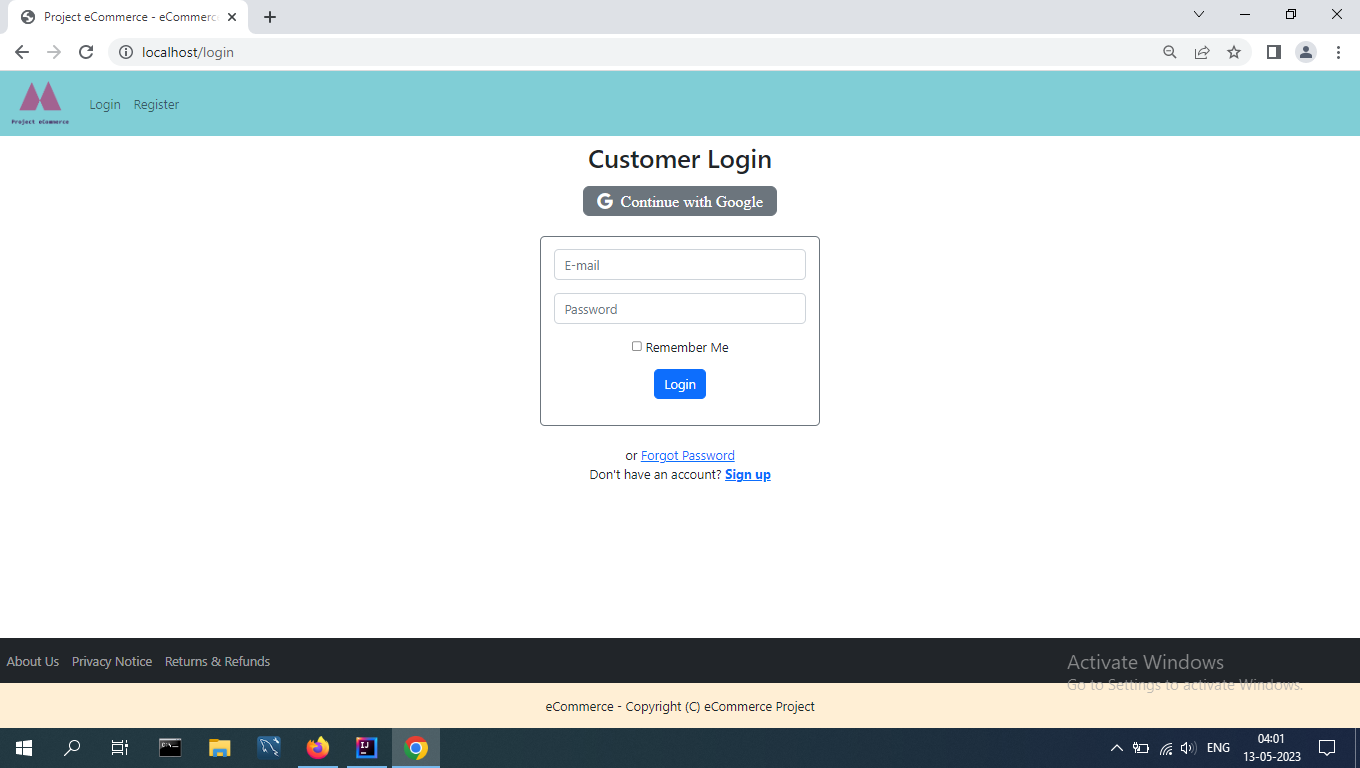 Project eCommerce - eCommerc
localhost/login
Project eCommerce
Login Register
Customer Login
G Continue with Google
E-mail
Password
Remember Me
Login
or Forgot Password
Don't have an account? Sign up
About Us Privacy Notice Returns & Refunds
Activate Windows
Go to Settings to activate Windows.
eCommerce - Copyright (C) eCommerce Project
C:\_
IJ
ENG
04:01
13-05-2023